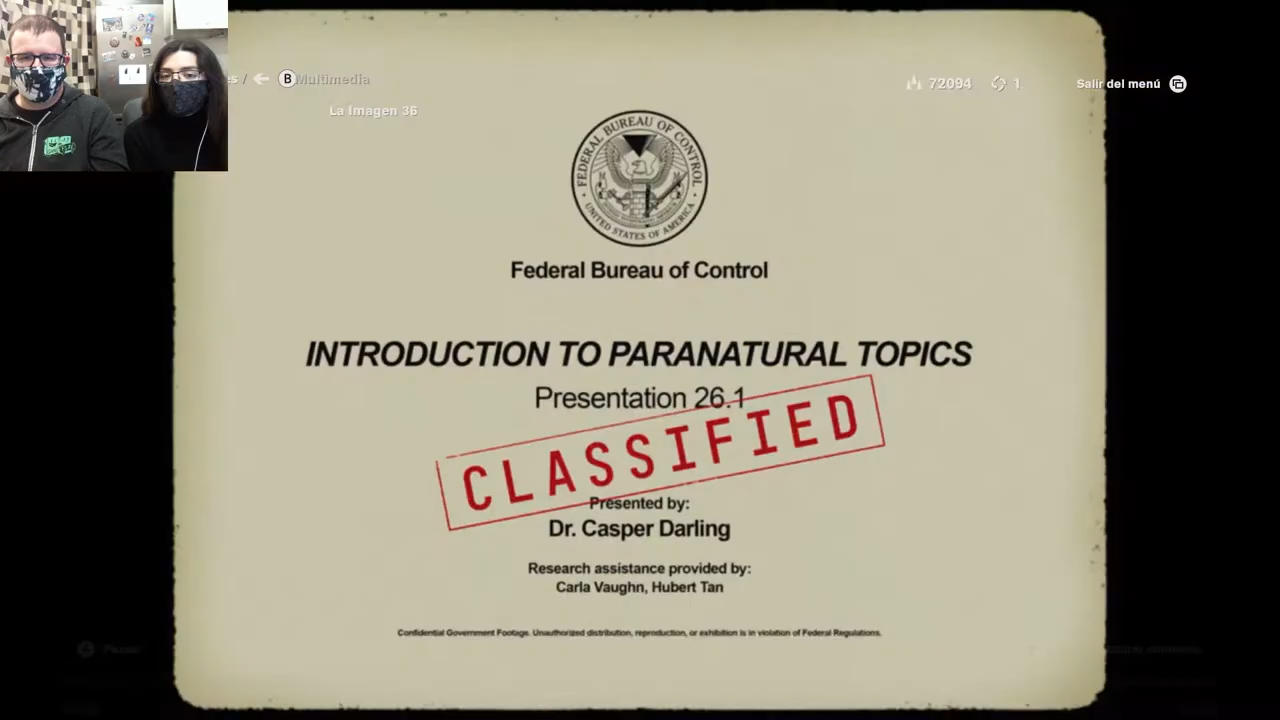 es / ← B Multimedia
72094
1
Salir del menú
La Imagen 36
FEDERAL BUREAU OF CONTROL
UNITED STATES OF AMERICA
Federal Bureau of Control
INTRODUCTION TO PARANATURAL TOPICS
Presentation 26.1
CLASSIFIED
Presented by:
Dr. Casper Darling
Research assistance provided by:
Carla Vaughn, Hubert Tan
Confidential Government Footage. Unauthorized distribution, reproduction, or exhibition is in violation of Federal Regulations.